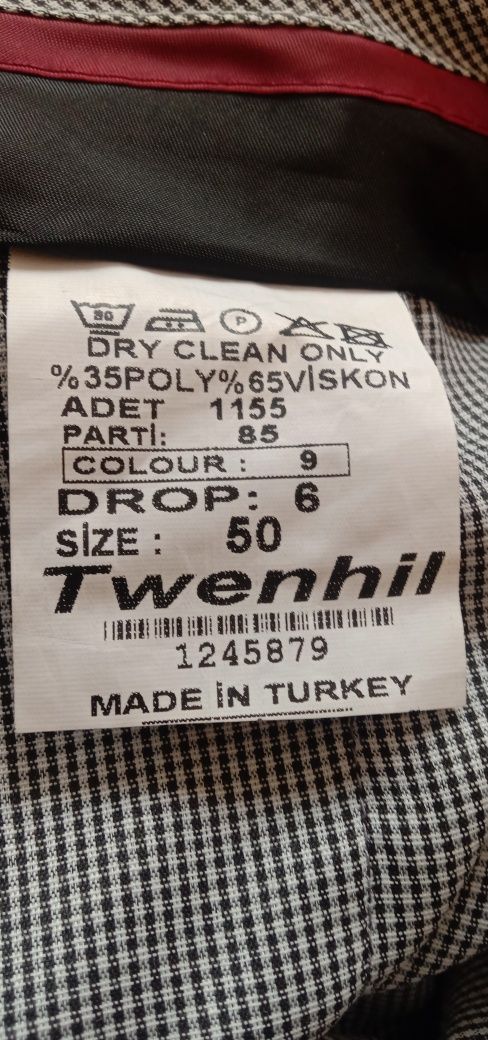 30
P
DRY CLEAN ONLY
%35POLY%65VİSKON
ADET 1155
PARTİ: 85
COLOUR : 9
DROP: 6
SİZE : 50
Twenhil
1245879
MADE İN TURKEY